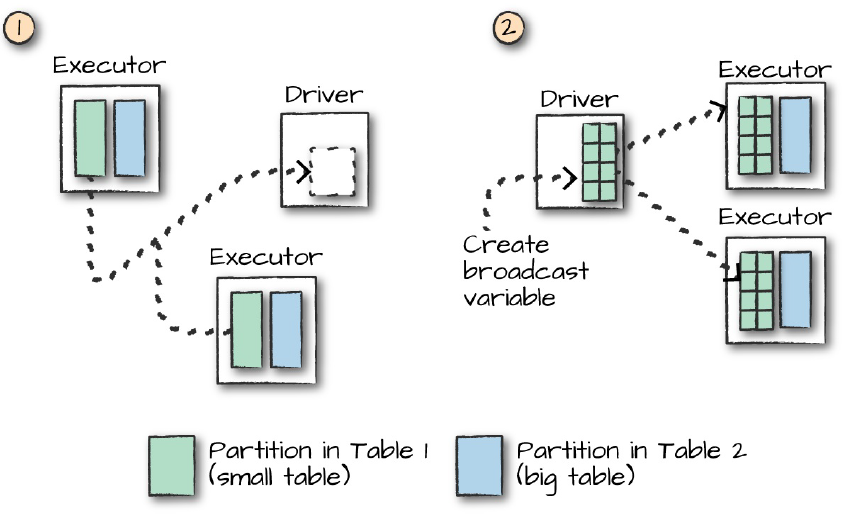 1
Executor
Driver
Executor
2
Driver
Executor
Executor
Create
broadcast
variable
Partition in Table 1
(small table)
Partition in Table 2
(big table)